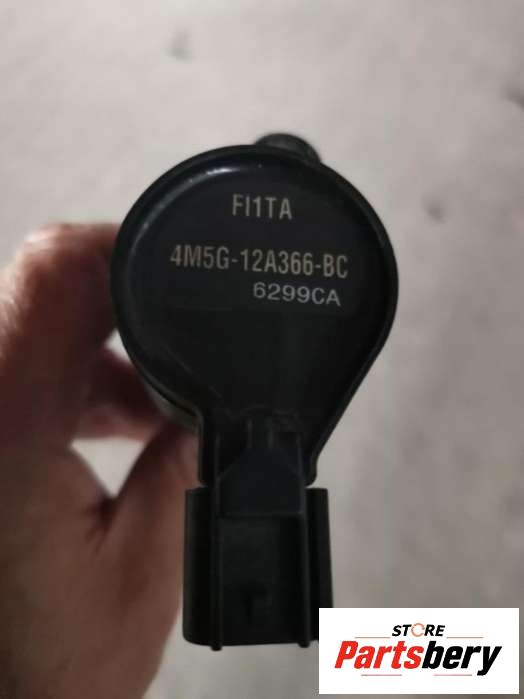 FI1TA
4M5G-12A366-BC
6299CA
STORE
Partsbery